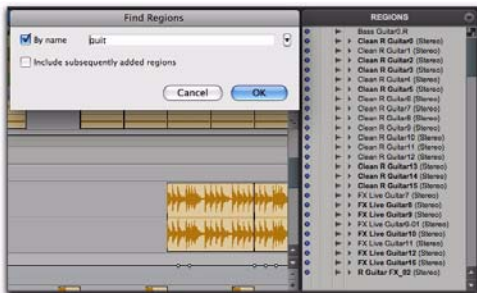 Find Regions
By name
guit
Include subsequently added regions
Cancel
OK
REGIONS
Bass Guitar0.R
Clean R Guitar0 (Stereo)
Clean R Guitar1 (Stereo)
Clean R Guitar2 (Stereo)
Clean R Guitar3 (Stereo)
Clean R Guitar4 (Stereo)
Clean R Guitar5 (Stereo)
Clean R Guitar6 (Stereo)
Clean R Guitar7 (Stereo)
Clean R Guitar8 (Stereo)
Clean R Guitar9 (Stereo)
Clean R Guitar10 (Stereo)
Clean R Guitar11 (Stereo)
Clean R Guitar12 (Stereo)
Clean R Guitar13 (Stereo)
Clean R Guitar14 (Stereo)
Clean R Guitar15 (Stereo)
FX Live Guitar7 (Stereo)
FX Live Guitar8 (Stereo)
FX Live Guitar9 (Stereo)
FX Live Guitar9-01 (Stereo)
FX Live Guitar10 (Stereo)
FX Live Guitar11 (Stereo)
FX Live Guitar12 (Stereo)
FX Live Guitar15 (Stereo)
R Guitar FX_02 (Stereo)